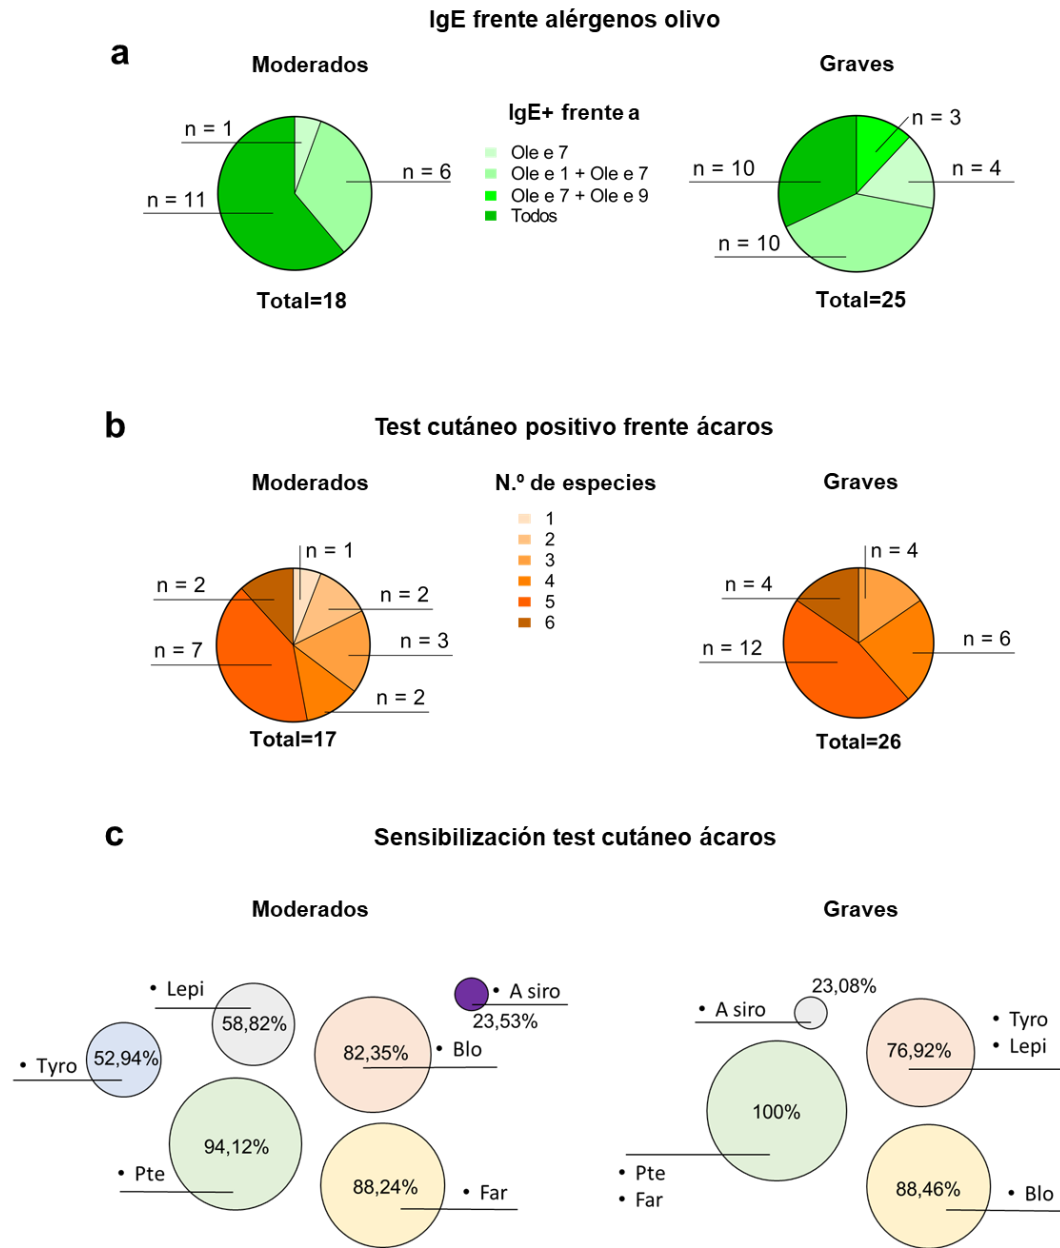 IgE frente alérgenos olivo
a
Moderados
Graves
IgE+ frente a
Ole e 7
Ole e 1 + Ole e 7
Ole e 7 + Ole e 9
Todos
n = 1
n = 6
n = 11
Total=18
n = 3
n = 4
n = 10
n = 10
Total=25
b
Test cutáneo positivo frente ácaros
Moderados
N.º de especies
Graves
1
2
3
4
5
6
n = 1
n = 2
n = 2
n = 3
n = 7
n = 2
Total=17
n = 4
n = 4
n = 6
n = 12
Total=26
c
Sensibilización test cutáneo ácaros
Moderados
Graves
• Lepi
58,82%
• A siro
23,53%
• Tyro
52,94%
82,35%
• Blo
94,12%
• Pte
88,24%
• Far
23,08%
• A siro
• Tyro
• Lepi
76,92%
100%
• Pte
• Far
88,46%
• Blo